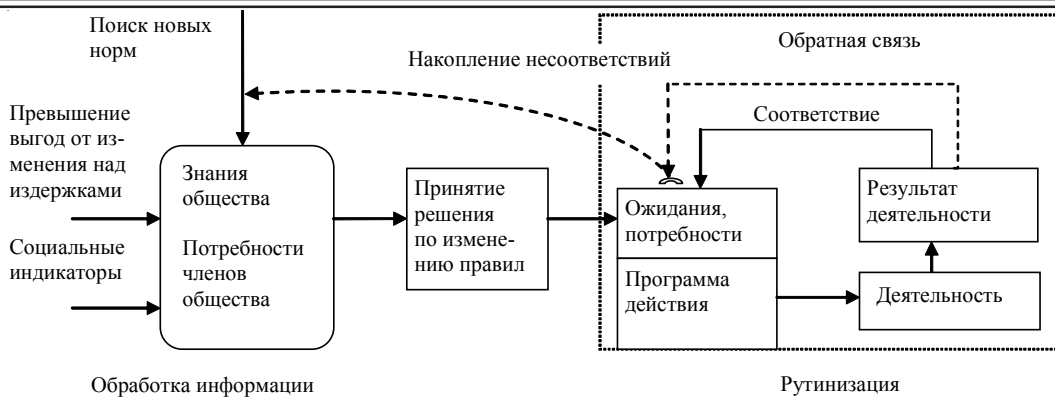 Поиск новых
норм
Обратная связь
Накопление несоответствий
Превышение
выгод от из-
менения над
издержками
Соответствие
Знания
общества
Потребности
членов
общества
Принятие
решения
по измене-
нию правил
Ожидания,
потребности
Результат
деятельности
Социальные
индикаторы
Программа
действия
Деятельность
Обработка информации
Рутинизация